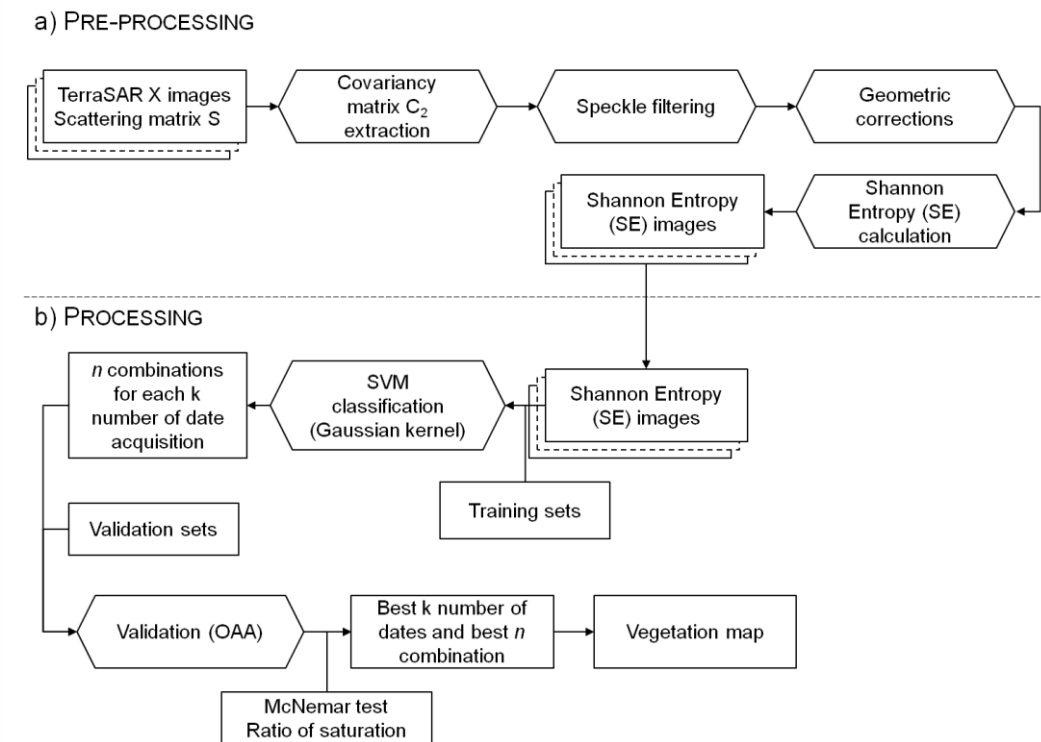 a) PRE-PROCESSING
TerraSAR X images
Scattering matrix S
Covariancy
matrix C₂
extraction
Speckle filtering
Geometric
corrections
Shannon Entropy
(SE) images
Shannon
Entropy (SE)
calculation
b) PROCESSING
n combinations
for each k
number of date
acquisition
SVM
classification
(Gaussian kernel)
Shannon Entropy
(SE) images
Training sets
Validation sets
Validation (OAA)
Best k number of
dates and best n
combination
Vegetation map
McNemar test
Ratio of saturation